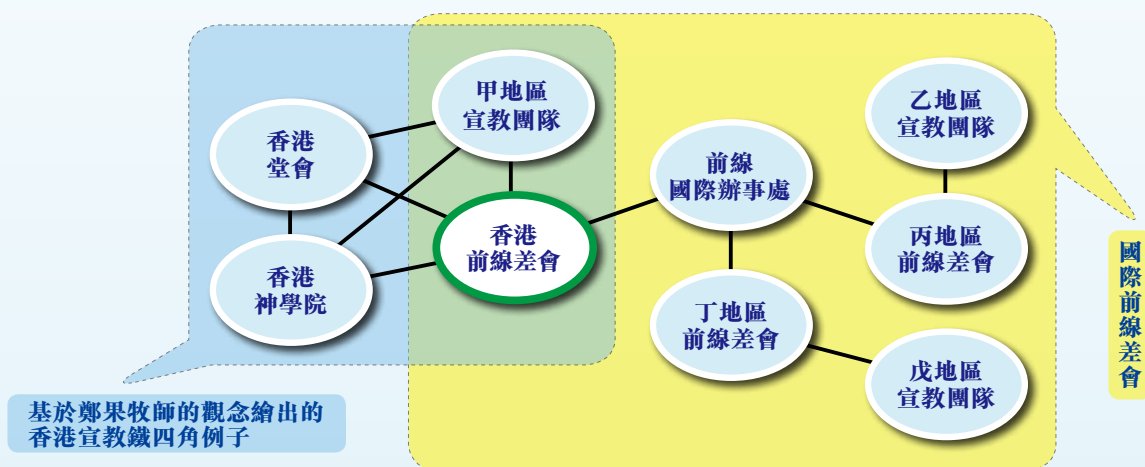 香港
堂會
香港
神學院
甲地區
宣教團隊
香港
前線差會
前線
國際辦事處
丁地區
前線差會
乙地區
宣教團隊
丙地區
前線差會
戊地區
宣教團隊
國際前線差會
基於鄭果牧師的觀念繪出的
香港宣教鐵四角例子